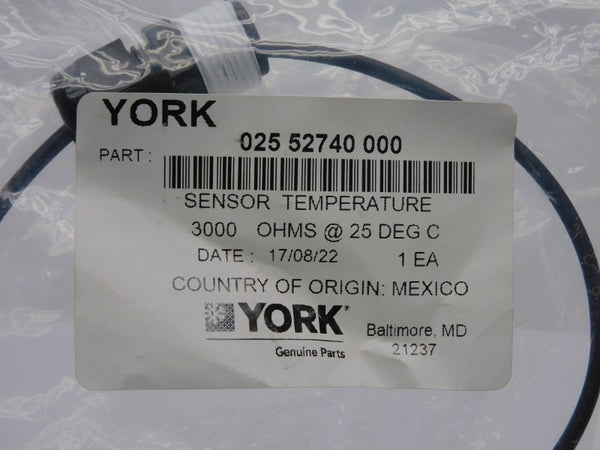 YORK
025 52740 000
PART :
SENSOR TEMPERATURE
3000 OHMS @ 25 DEG C
DATE : 17/08/22 1 EA
COUNTRY OF ORIGIN: MEXICO
YORK Baltimore, MD
Genuine Parts 21237